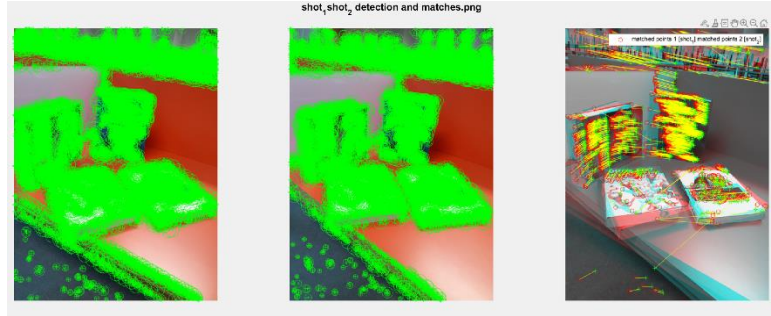 shot₁shot₂ detection and matches.png
matched points 1 [shot₁] matched points 2 [shot₂]